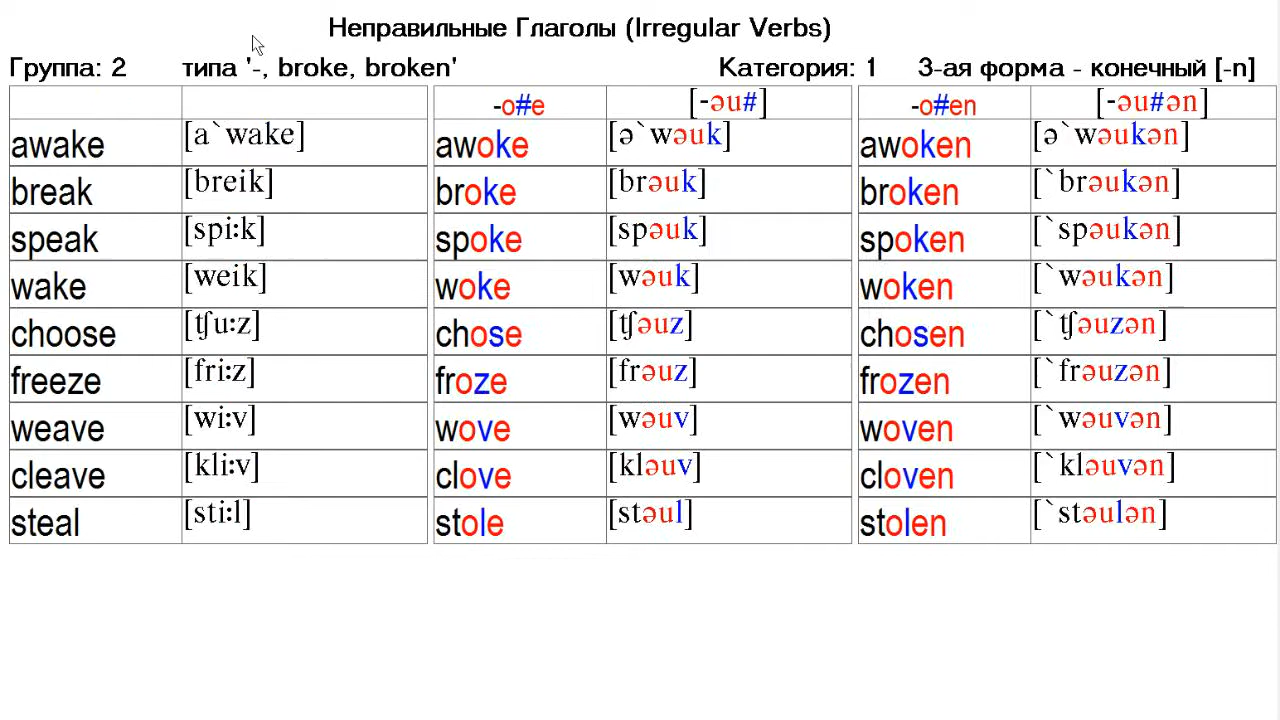 Неправильные Глаголы (Irregular Verbs)
Группа: 2 типа '-, broke, broken' Категория: 1 3-ая форма - конечный [-n]
-o#e [-əu#] -o#en [-əu#ən]
awake [a`wake] awoke [ə`wəuk] awoken [ə`wəukən]
break [breik] broke [brəuk] broken [`brəukən]
speak [spi:k] spoke [spəuk] spoken [`spəukən]
wake [weik] woke [wəuk] woken [`wəukən]
choose [ʧu:z] chose [ʧəuz] chosen [`ʧəuzən]
freeze [fri:z] froze [frəuz] frozen [`frəuzən]
weave [wi:v] wove [wəuv] woven [`wəuvən]
cleave [kli:v] clove [kləuv] cloven [`kləuvən]
steal [sti:l] stole [stəul] stolen [`stəulən]